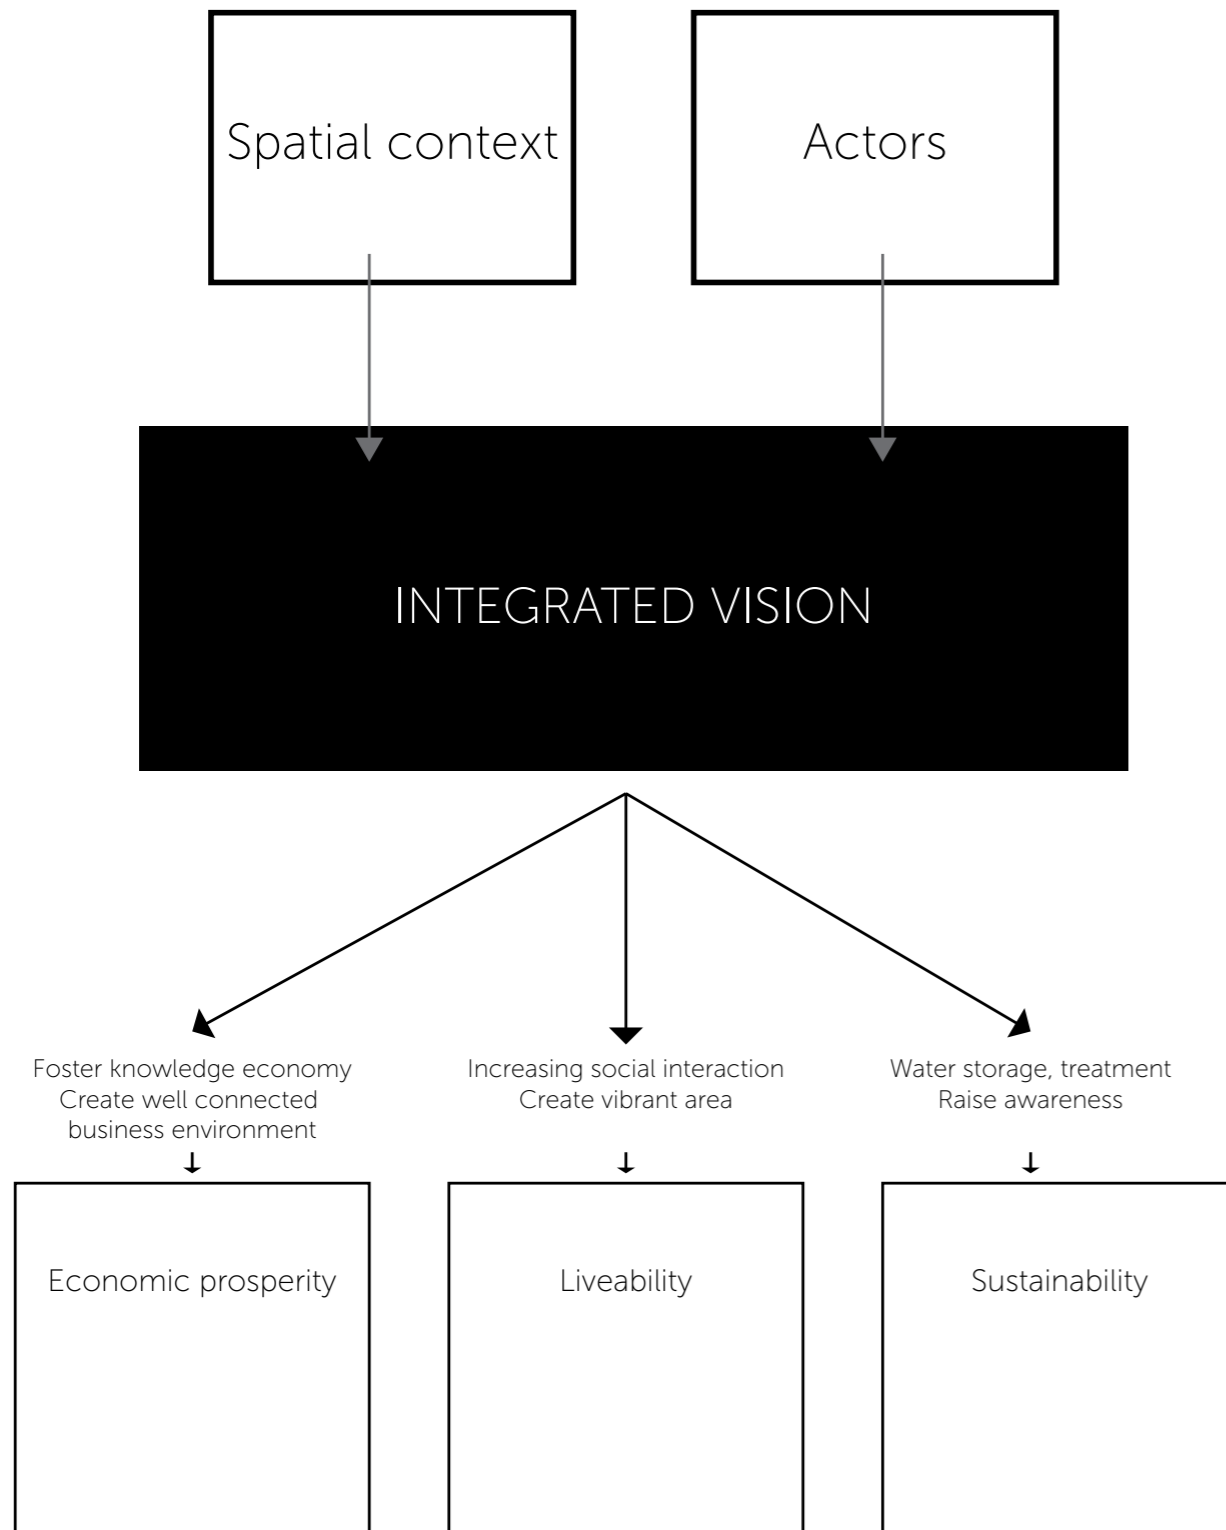 Spatial context
Actors
INTEGRATED VISION
Foster knowledge economy
Create well connected
business environment
Increasing social interaction
Create vibrant area
Water storage, treatment
Raise awareness
Economic prosperity
Liveability
Sustainability